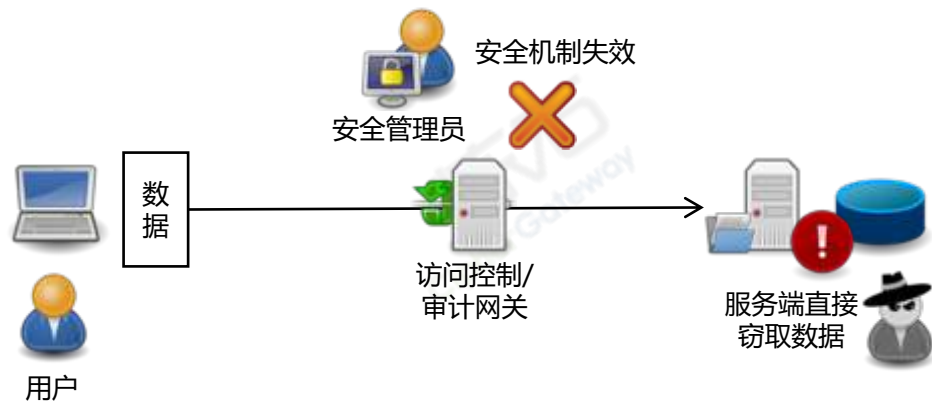 安全机制失效
安全管理员
数
据
Gateway
访问控制/
审计网关
服务端直接
窃取数据
用户